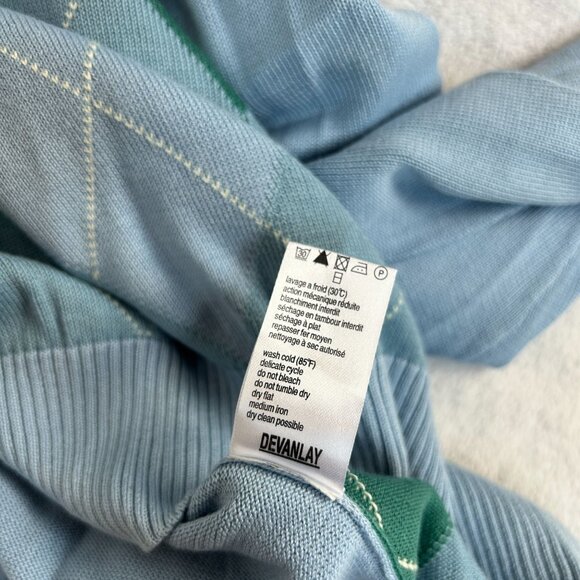 30 P
lavage a froid (30℃)
action mécanique réduite
blanchiment interdit
séchage en tambour interdit
séchage à plat
repasser fer moyen
nettoyage à sec autorisé
wash cold (85℉)
delicate cycle
do not bleach
do not tumble dry
dry flat
medium iron
dry clean possible
DEVANLAY